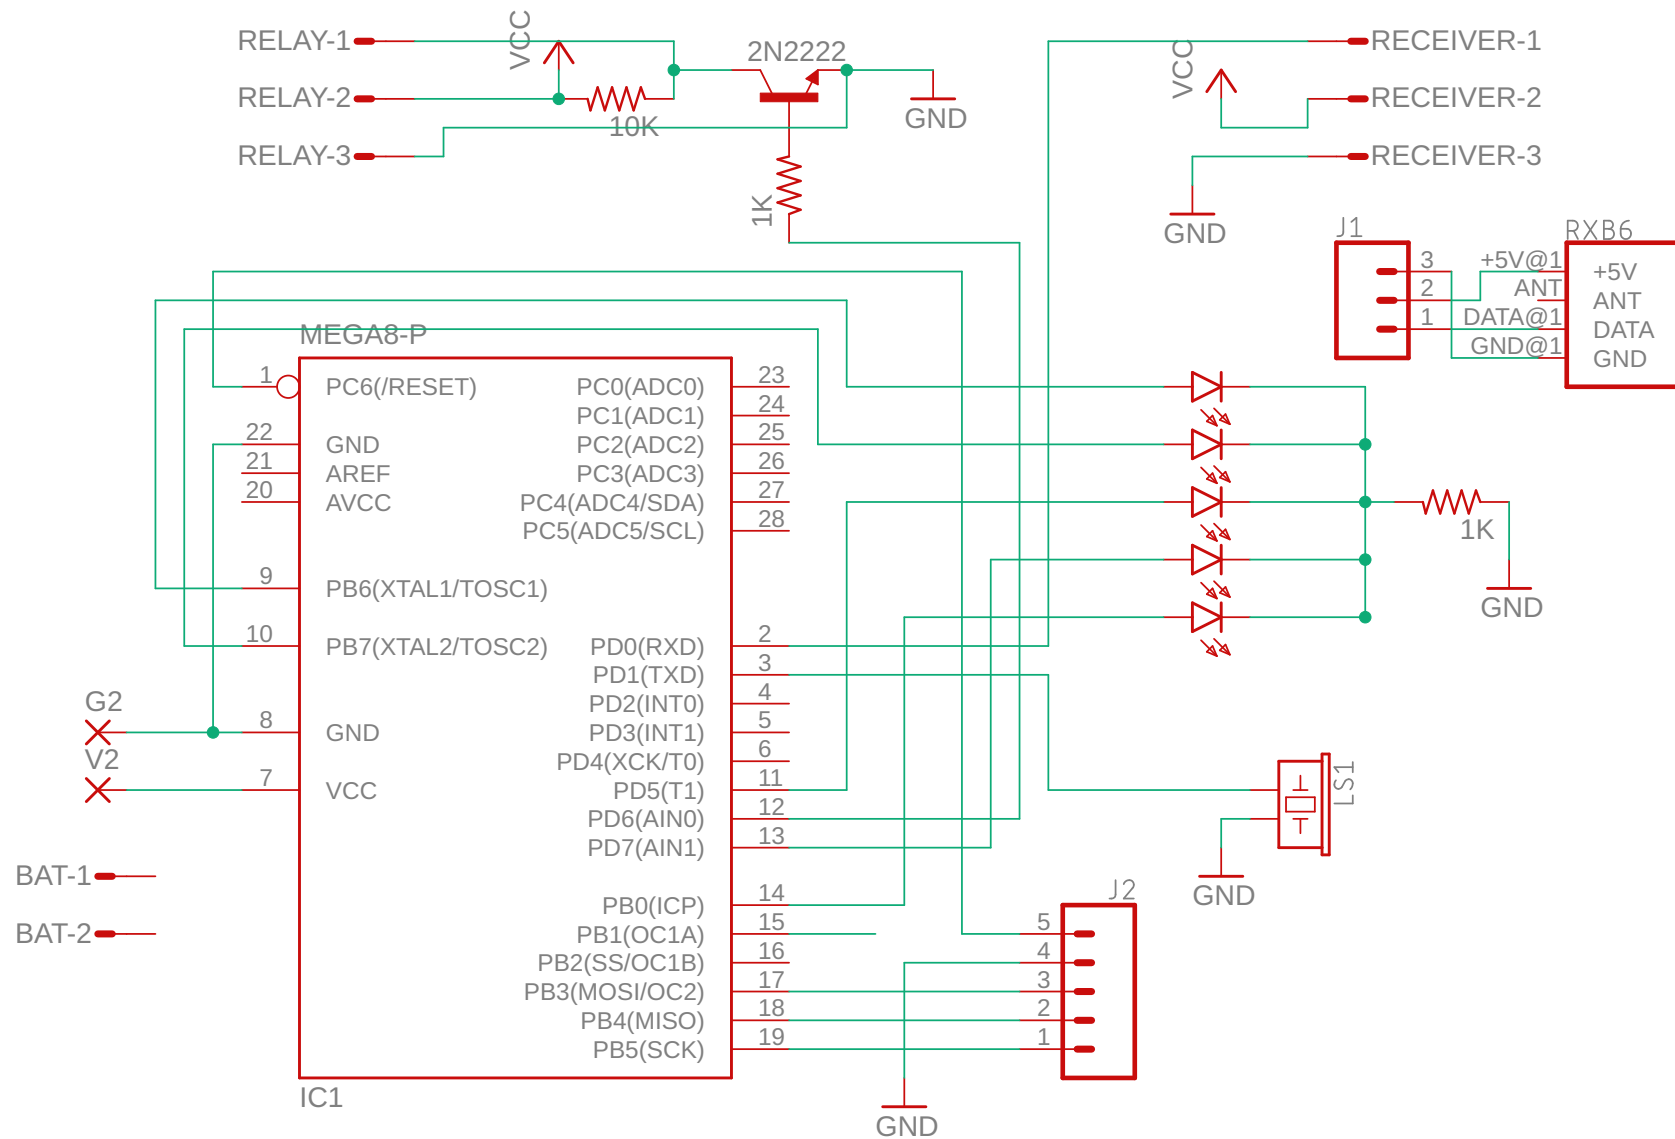 RELAY-1
VCC
2N2222
RECEIVER-1
VCC
RELAY-2
10K
GND
RECEIVER-2
RELAY-3
RECEIVER-3
1K
GND
J1
3
2
1
RXB6
+5V@1
ANT
DATA@1
GND@1
+5V
ANT
DATA
GND
MEGA8-P
1
PC6(/RESET)
22
GND
21
AREF
20
AVCC
9
PB6(XTAL1/TOSC1)
10
PB7(XTAL2/TOSC2)
8
GND
7
VCC
PC0(ADC0)
23
PC1(ADC1)
24
PC2(ADC2)
25
PC3(ADC3)
26
PC4(ADC4/SDA)
27
PC5(ADC5/SCL)
28
PD0(RXD)
2
PD1(TXD)
3
PD2(INT0)
4
PD3(INT1)
5
PD4(XCK/T0)
6
PD5(T1)
11
PD6(AIN0)
12
PD7(AIN1)
13
PB0(ICP)
14
PB1(OC1A)
15
PB2(SS/OC1B)
16
PB3(MOSI/OC2)
17
PB4(MISO)
18
PB5(SCK)
19
IC1
G2
V2
BAT-1
BAT-2
1K
GND
LS1
GND
J2
5
4
3
2
1
GND